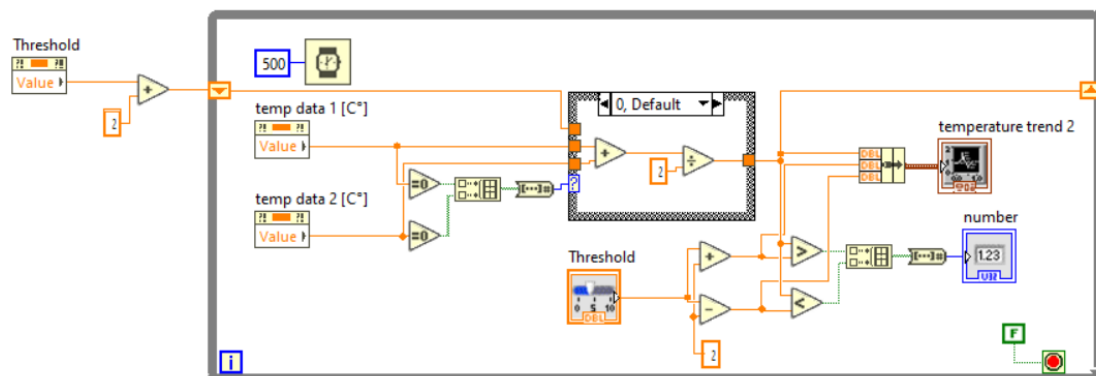 Threshold
Value
+
2
500
temp data 1 [C°]
Value
temp data 2 [C°]
Value
=0
=0
0, Default
?
+
2
÷
DBL
DBL
DBL
temperature trend 2
number
1.23
U32
Threshold
0 5 10
DBL
+
-
2
>
<
i
F